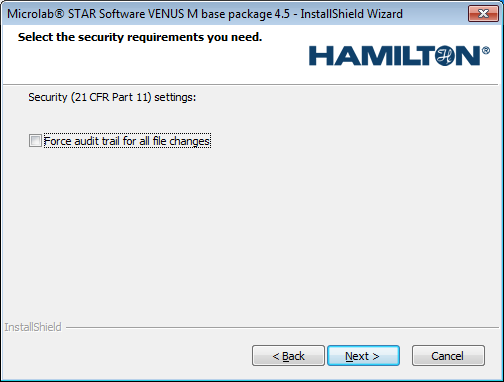 Microlab® STAR Software VENUS M base package 4.5 - InstallShield Wizard
Select the security requirements you need.
HAMILTON®
Security (21 CFR Part 11) settings:
Force audit trail for all file changes
InstallShield
< Back
Next >
Cancel